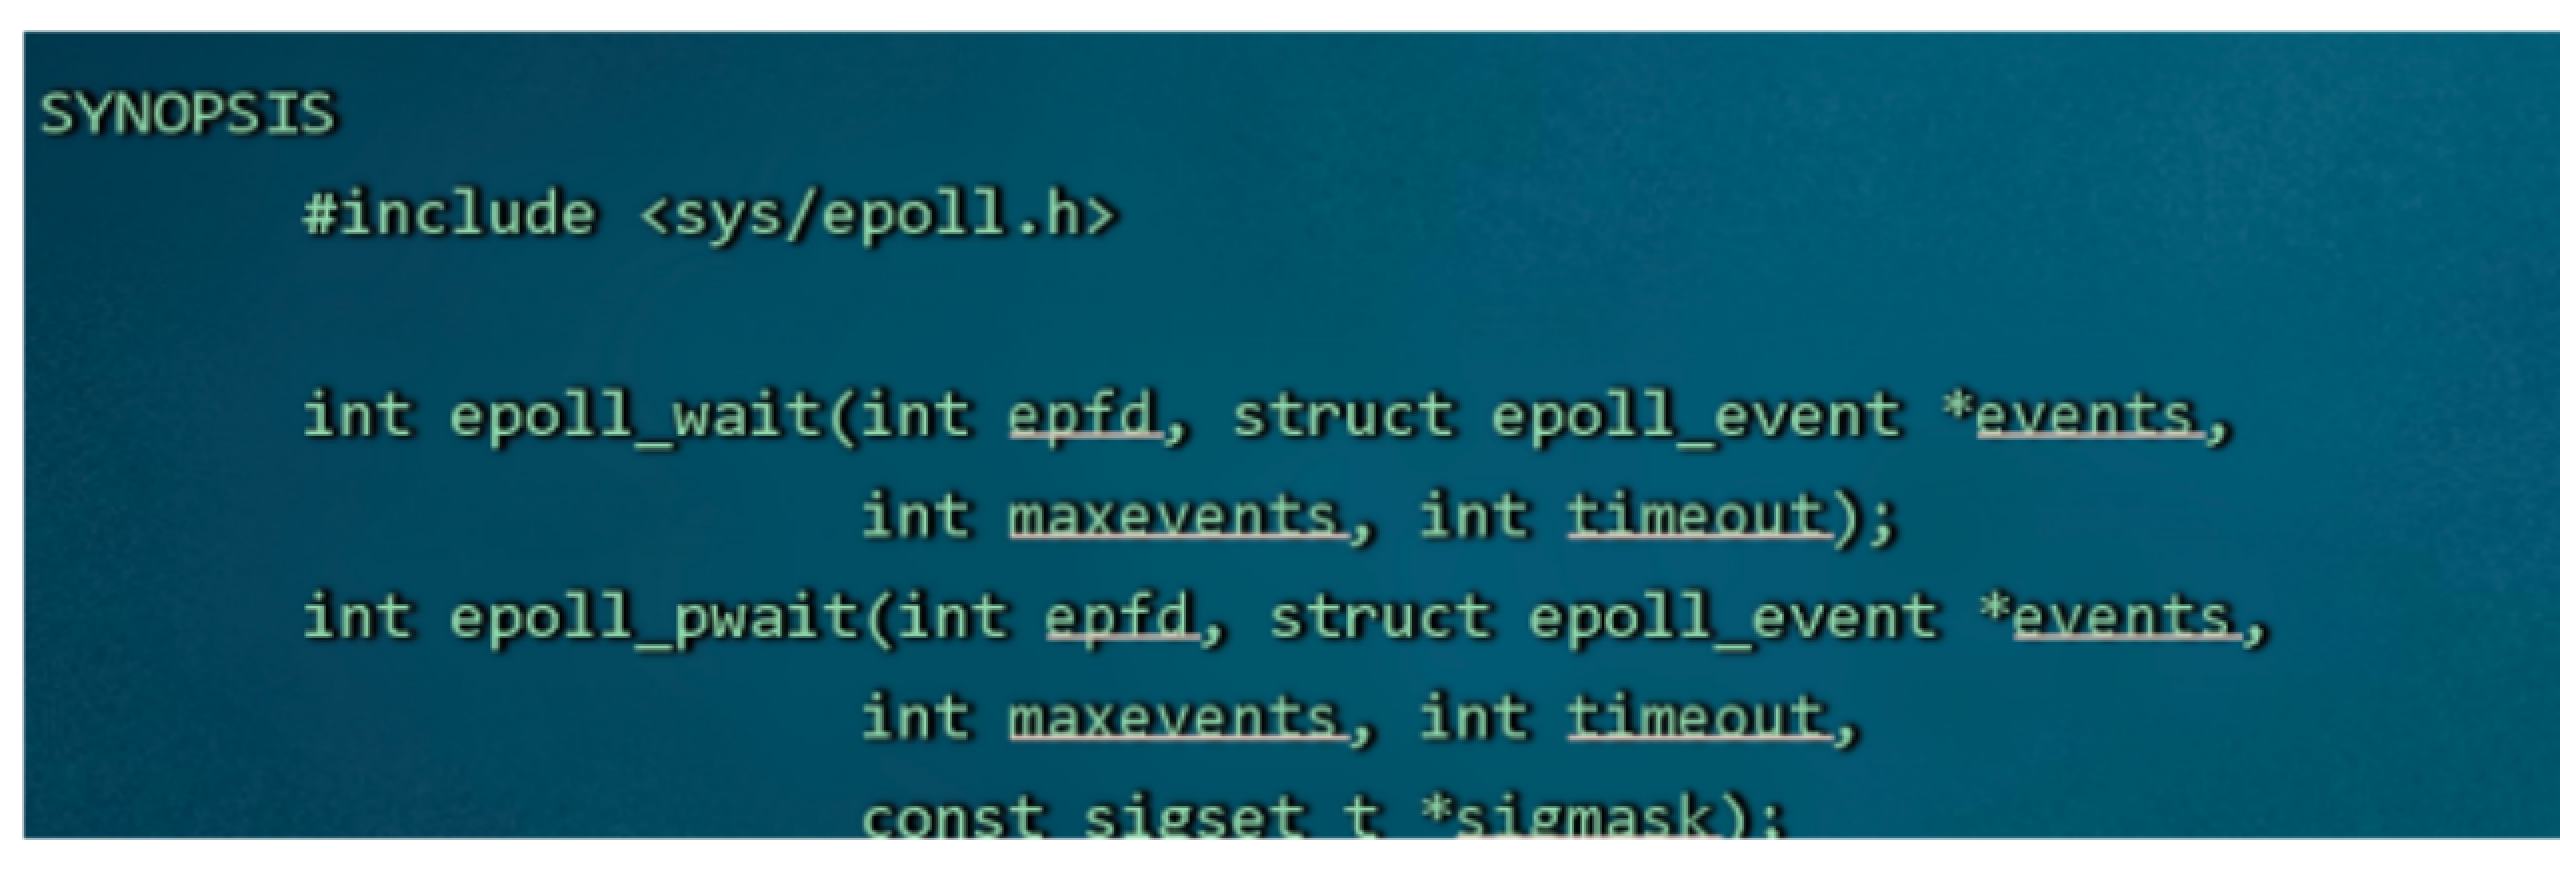 SYNOPSIS
#include <sys/epoll.h>
int epoll_wait(int epfd, struct epoll_event *events,
int maxevents, int timeout);
int epoll_pwait(int epfd, struct epoll_event *events,
int maxevents, int timeout,
const sigset_t *sigmask);